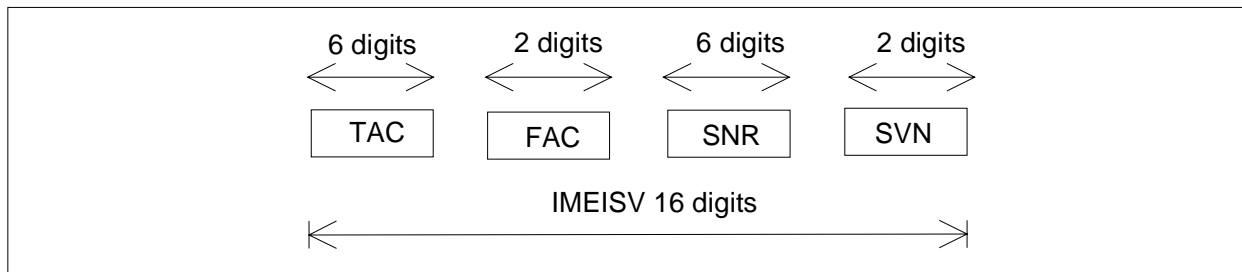 6 digits 2 digits 6 digits 2 digits
TAC FAC SNR SVN
IMEISV 16 digits